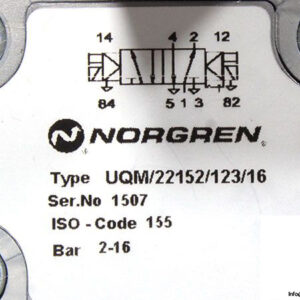 14 4 2 12
84 5 1 3 82
NORGREN
Type UQM/22152/123/16
Ser.No 1507
ISO-Code 155
Bar 2-16